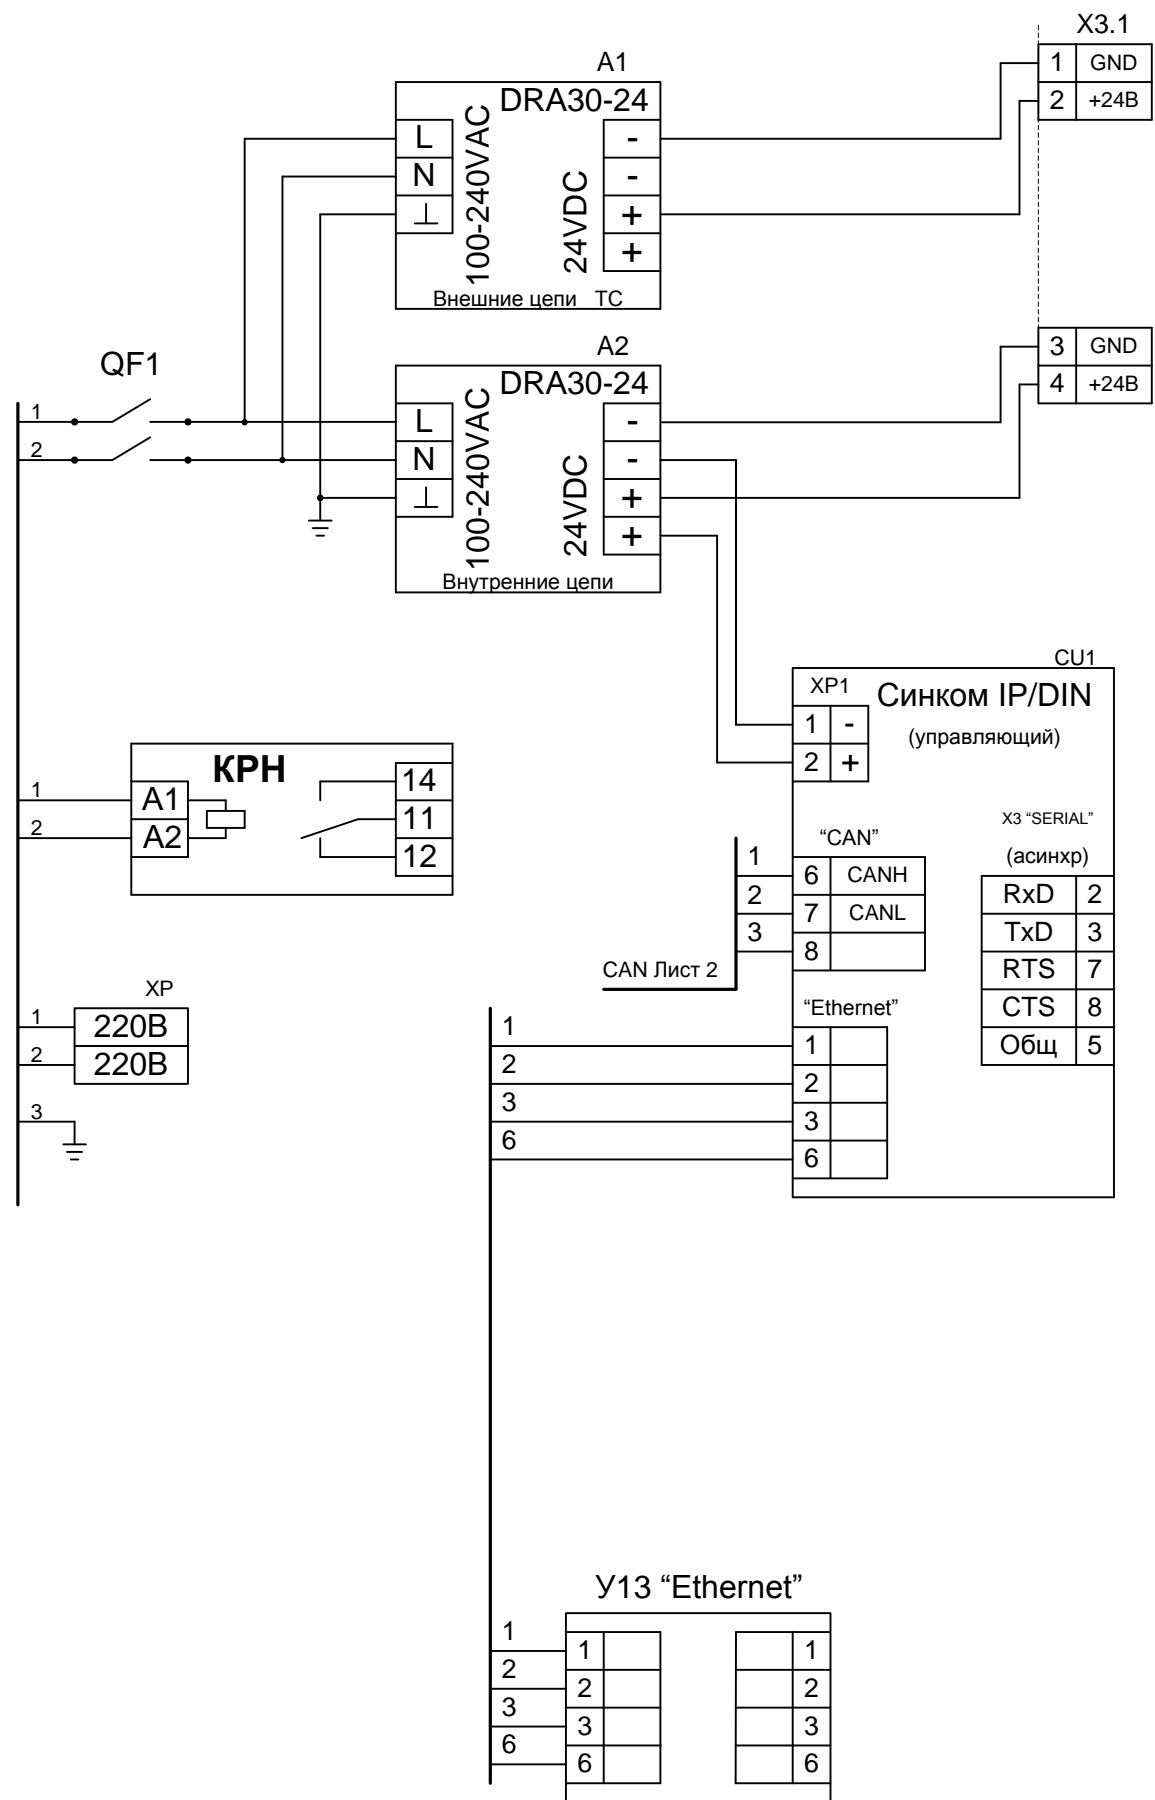 X3.1
1 GND
2 +24В
A1
DRA30-24
L
N
100-240VAC
24VDC
-
-
+
+
Внешние цепи ТС
QF1
1
2
A2
DRA30-24
L
N
100-240VAC
24VDC
-
-
+
+
Внутренние цепи
3 GND
4 +24В
CU1
XP1
Синком IP/DIN
(управляющий)
1 -
2 +
КРН
1
2
A1
A2
14
11
12
X3 “SERIAL”
(асинхр)
RxD 2
TxD 3
RTS 7
CTS 8
Общ 5
“CAN”
1
2
3
6 CANH
7 CANL
8
CAN Лист 2
XP
1
2
3
220В
220В
“Ethernet”
1
2
3
6
1
2
3
6
У13 “Ethernet”
1
2
3
6
1
2
3
6
1
2
3
6